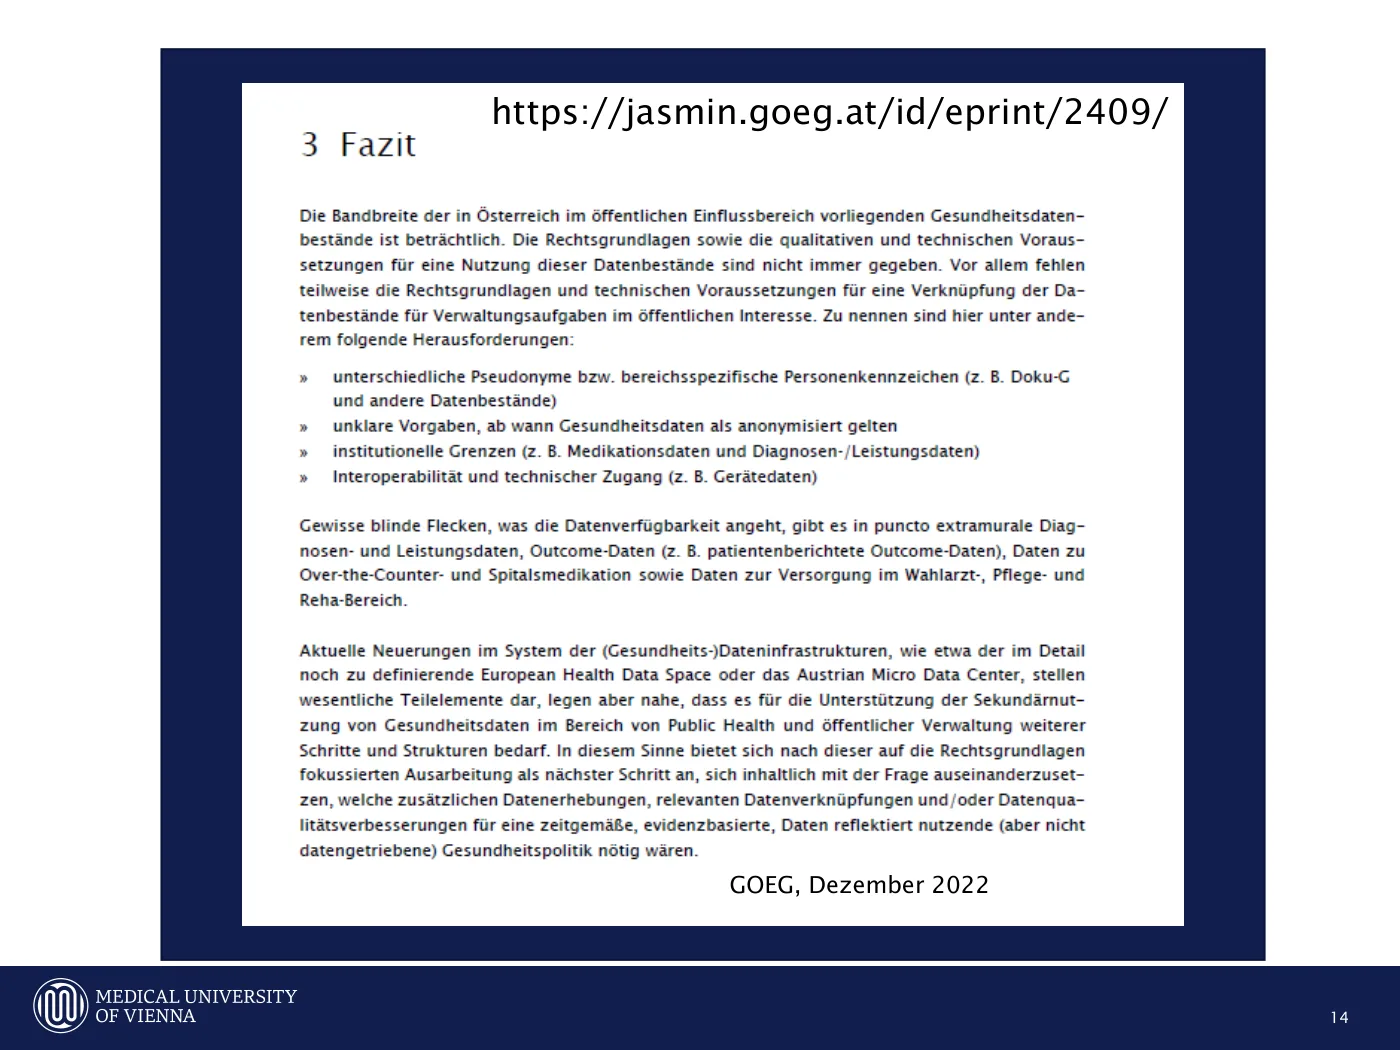 https://jasmin.goeg.at/id/eprint/2409/
3 Fazit
Die Bandbreite der in Österreich im öffentlichen Einflussbereich vorliegenden Gesundheitsdaten-
bestände ist beträchtlich. Die Rechtsgrundlagen sowie die qualitativen und technischen Voraus-
setzungen für eine Nutzung dieser Datenbestände sind nicht immer gegeben. Vor allem fehlen
teilweise die Rechtsgrundlagen und technischen Voraussetzungen für eine Verknüpfung der Da-
tenbestände für Verwaltungsaufgaben im öffentlichen Interesse. Zu nennen sind hier unter ande-
rem folgende Herausforderungen:
» unterschiedliche Pseudonyme bzw. bereichsspezifische Personenkennzeichen (z. B. Doku-G
und andere Datenbestände)
» unklare Vorgaben, ab wann Gesundheitsdaten als anonymisiert gelten
» institutionelle Grenzen (z. B. Medikationsdaten und Diagnosen-/Leistungsdaten)
» Interoperabilität und technischer Zugang (z. B. Gerätedaten)
Gewisse blinde Flecken, was die Datenverfügbarkeit angeht, gibt es in puncto extramurale Diag-
nosen- und Leistungsdaten, Outcome-Daten (z. B. patientenberichtete Outcome-Daten), Daten zu
Over-the-Counter- und Spitalsmedikation sowie Daten zur Versorgung im Wahlarzt-, Pflege- und
Reha-Bereich.
Aktuelle Neuerungen im System der (Gesundheits-)Dateninfrastrukturen, wie etwa der im Detail
noch zu definierende European Health Data Space oder das Austrian Micro Data Center, stellen
wesentliche Teilelemente dar, legen aber nahe, dass es für die Unterstützung der Sekundärnut-
zung von Gesundheitsdaten im Bereich von Public Health und öffentlicher Verwaltung weiterer
Schritte und Strukturen bedarf. In diesem Sinne bietet sich nach dieser auf die Rechtsgrundlagen
fokussierten Ausarbeitung als nächster Schritt an, sich inhaltlich mit der Frage auseinanderzuset-
zen, welche zusätzlichen Datenerhebungen, relevanten Datenverknüpfungen und/oder Datenqua-
litätsverbesserungen für eine zeitgemäße, evidenzbasierte, Daten reflektiert nutzende (aber nicht
datengetriebene) Gesundheitspolitik nötig wären.
GOEG, Dezember 2022
MEDICAL UNIVERSITY
OF VIENNA
14